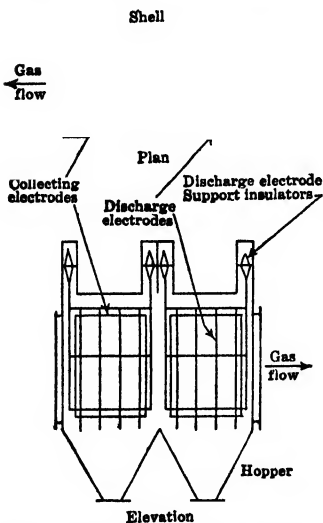 Shell
Gas
flow
Plan
Collecting
electrodes
Discharge
electrodes
Discharge electrode
Support insulators
Gas
flow
Hopper
Elevation